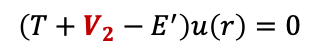 (T + V₂ − E′)u(r) = 0